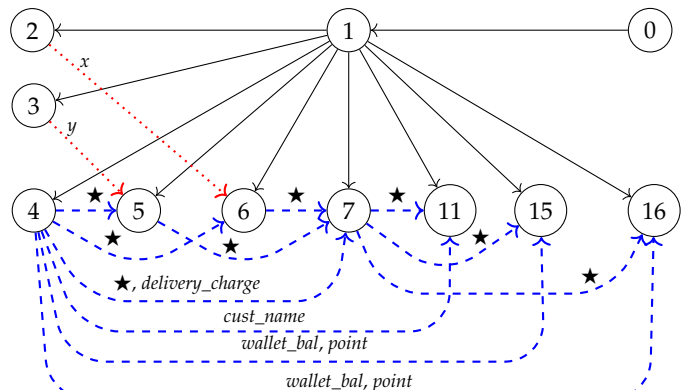 2 1 0
x
3
y
★ ★ ★
4 5 6 7 11 15 16
★ ★ ★
★, delivery_charge ★
cust_name
wallet_bal, point
wallet_bal, point